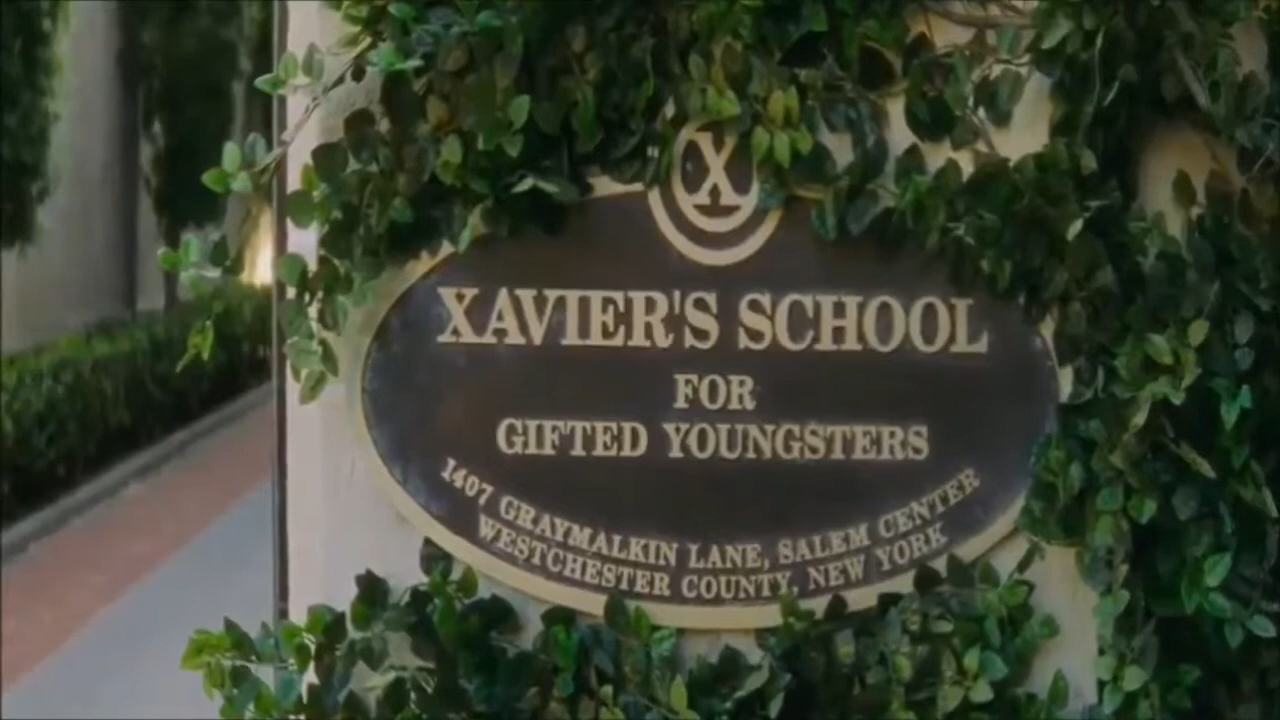 X
XAVIER'S SCHOOL
FOR
GIFTED YOUNGSTERS
1407 GRAYMALKIN LANE, SALEM CENTER
WESTCHESTER COUNTY, NEW YORK